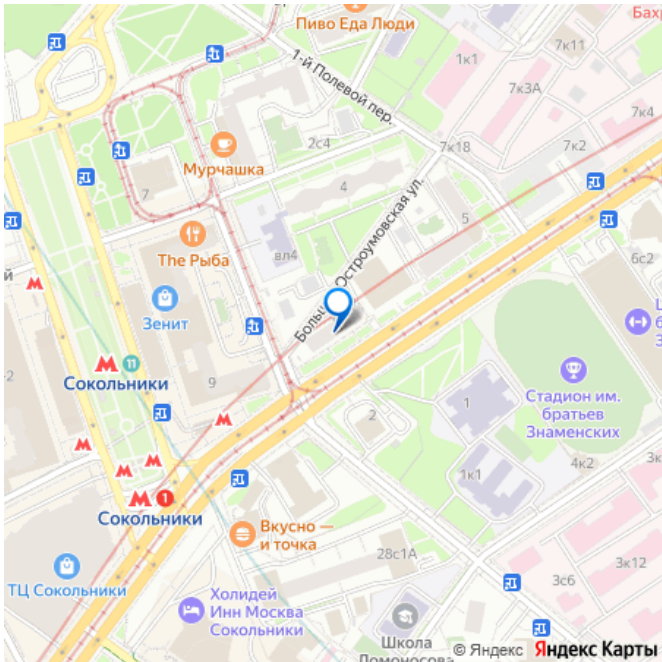 Пиво Еда Люди
Бахр
7к11
1к1
7к3А
7к4
1-й Полевой пер.
2с4
7к18
7к2
Мурчашка
4
7
The Рыба
вл4
Большая Остроумовская ул.
5
й
6с2
Зенит
11
Сокольники
9
-2
2
1
Стадион им.
братьев
Знаменских
4к2
1к1
1
Сокольники
Вкусно —
и точка
28с1А
3к12
3с6
ТЦ Сокольники
Холидей
Инн Москва
Сокольники
Школа
Ломоносова
© Яндекс Яндекс Карты